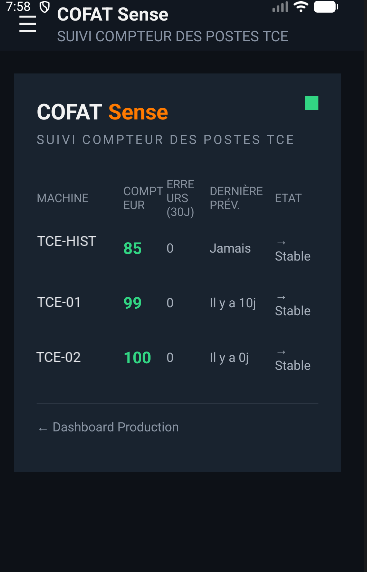 7:58
COFAT Sense
SUIVI COMPTEUR DES POSTES TCE
COFAT Sense
SUIVI COMPTEUR DES POSTES TCE
MACHINE COMPT EUR ERRE URS (30J) DERNIÈRE PRÉV. ETAT
TCE-HIST 85 0 Jamais → Stable
TCE-01 99 0 Il y a 10j → Stable
TCE-02 100 0 Il y a 0j → Stable
← Dashboard Production